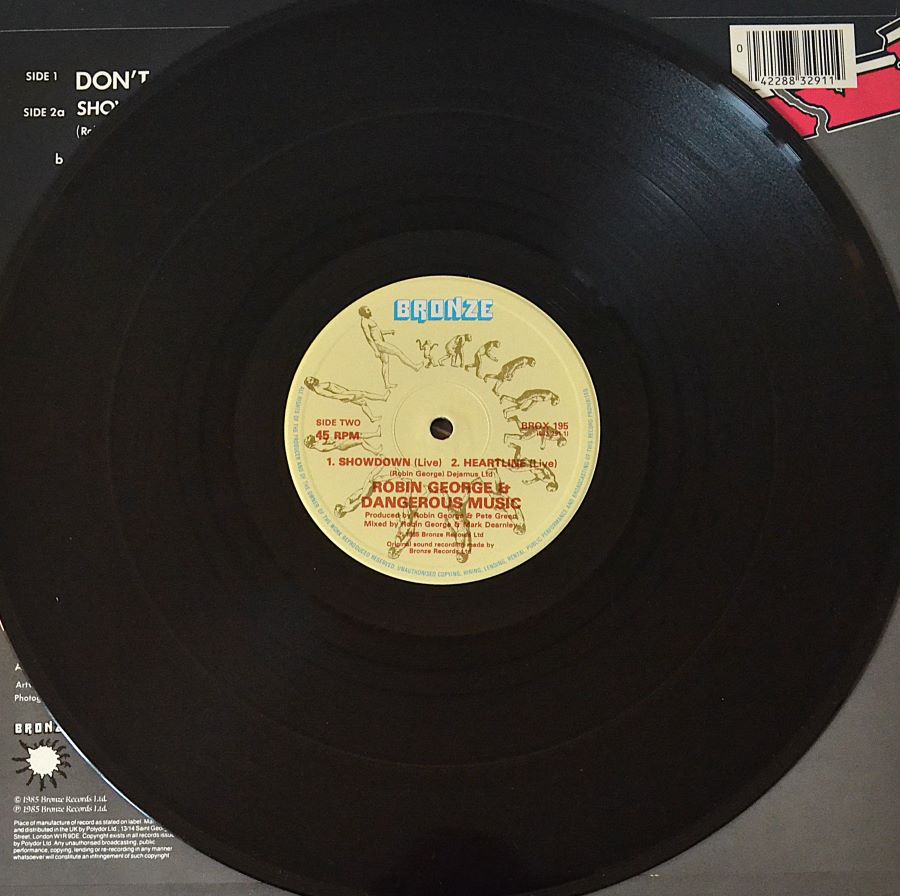 SIDE 1 DON'T
SIDE 2a SHO
(Ro
b
0 42288 32911
BRONZE
SIDE TWO
45 RPM
BROX 195
1. SHOWDOWN (Live) 2. HEARTLINE (Live)
(Robin George) Dejamus Ltd
ROBIN GEORGE &
DANGEROUS MUSIC
Produced by Robin George & Pete Green
Mixed by Robin George & Mark Dearnley
1985 Bronze Records Ltd
Original sound recording made by
Bronze Records Ltd
ALL RIGHTS OF THE PRODUCER AND OF THE OWNER OF THE WORK REPRODUCED RESERVED. UNAUTHORISED COPYING, HIRING, LENDING, RENTAL, PUBLIC PERFORMANCE AND BROADCASTING OF THIS RECORD PROHIBITED
A
Art
Photog
BRONZ
© 1985 Bronze Records Ltd.
℗ 1985 Bronze Records Ltd.
Place of manufacture of record as stated on label. Ma
and distributed in the UK by Polydor Ltd., 13/14 Saint Georg
Street, London W1R 9DE. Copyright exists in all records issue
by Polydor Ltd. Any unauthorised broadcasting, public
performance, copying, lending or re-recording in any manner
whatsoever will constitute an infringement of such copyright